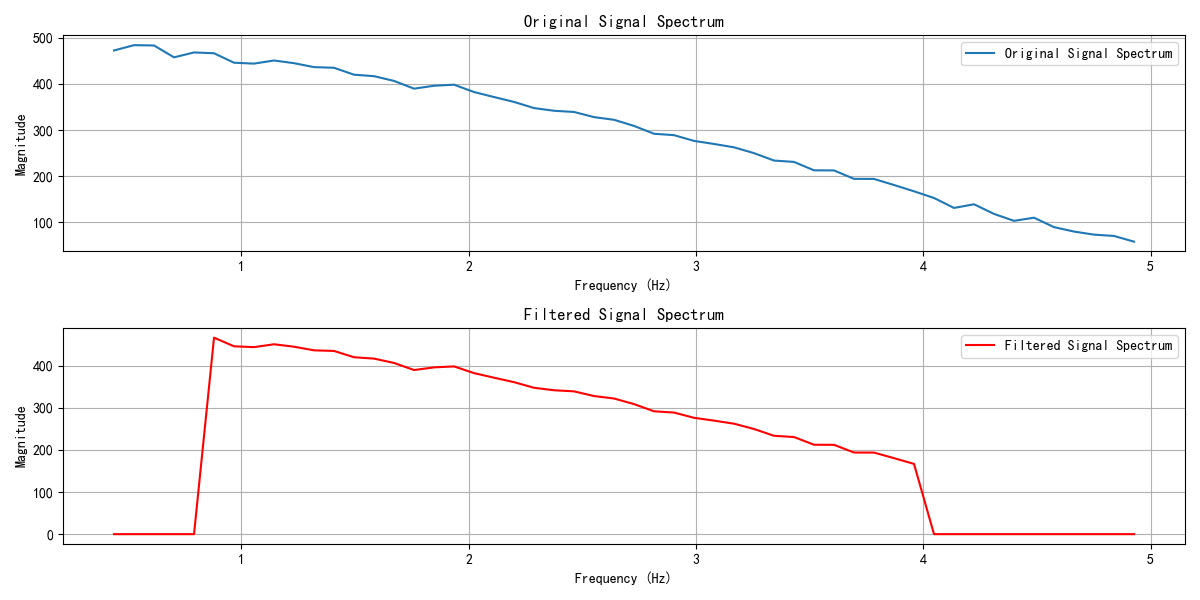 Original Signal Spectrum
500
400
300
200
100
Magnitude
Original Signal Spectrum
1
2
3
4
5
Frequency (Hz)
Filtered Signal Spectrum
400
300
200
100
0
Magnitude
Filtered Signal Spectrum
1
2
3
4
5
Frequency (Hz)